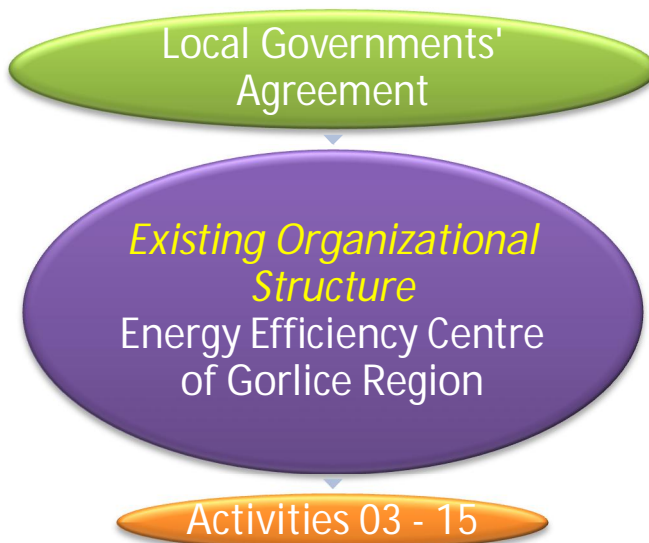 Local Governments'
Agreement
Existing Organizational
Structure
Energy Efficiency Centre
of Gorlice Region
Activities 03 - 15